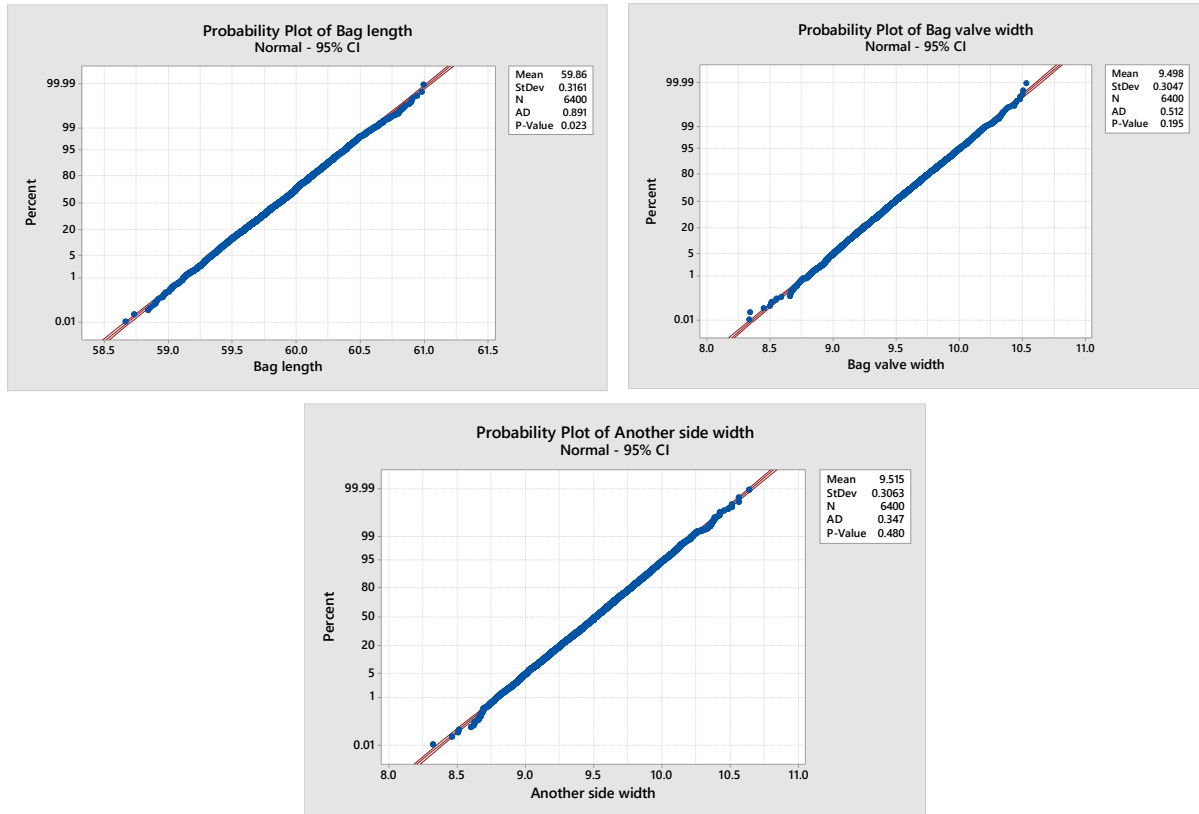 Probability Plot of Bag length
Normal - 95% CI
99.99
99
95
80
50
20
5
1
0.01
Percent
58.5 59.0 59.5 60.0 60.5 61.0 61.5
Bag length
Mean 59.86
StDev 0.3161
N 6400
AD 0.891
P-Value 0.023
Probability Plot of Bag valve width
Normal - 95% CI
99.99
99
95
80
50
20
5
1
0.01
Percent
8.0 8.5 9.0 9.5 10.0 10.5 11.0
Bag valve width
Mean 9.498
StDev 0.3047
N 6400
AD 0.512
P-Value 0.195
Probability Plot of Another side width
Normal - 95% CI
99.99
99
95
80
50
20
5
1
0.01
Percent
8.0 8.5 9.0 9.5 10.0 10.5 11.0
Another side width
Mean 9.515
StDev 0.3063
N 6400
AD 0.347
P-Value 0.480